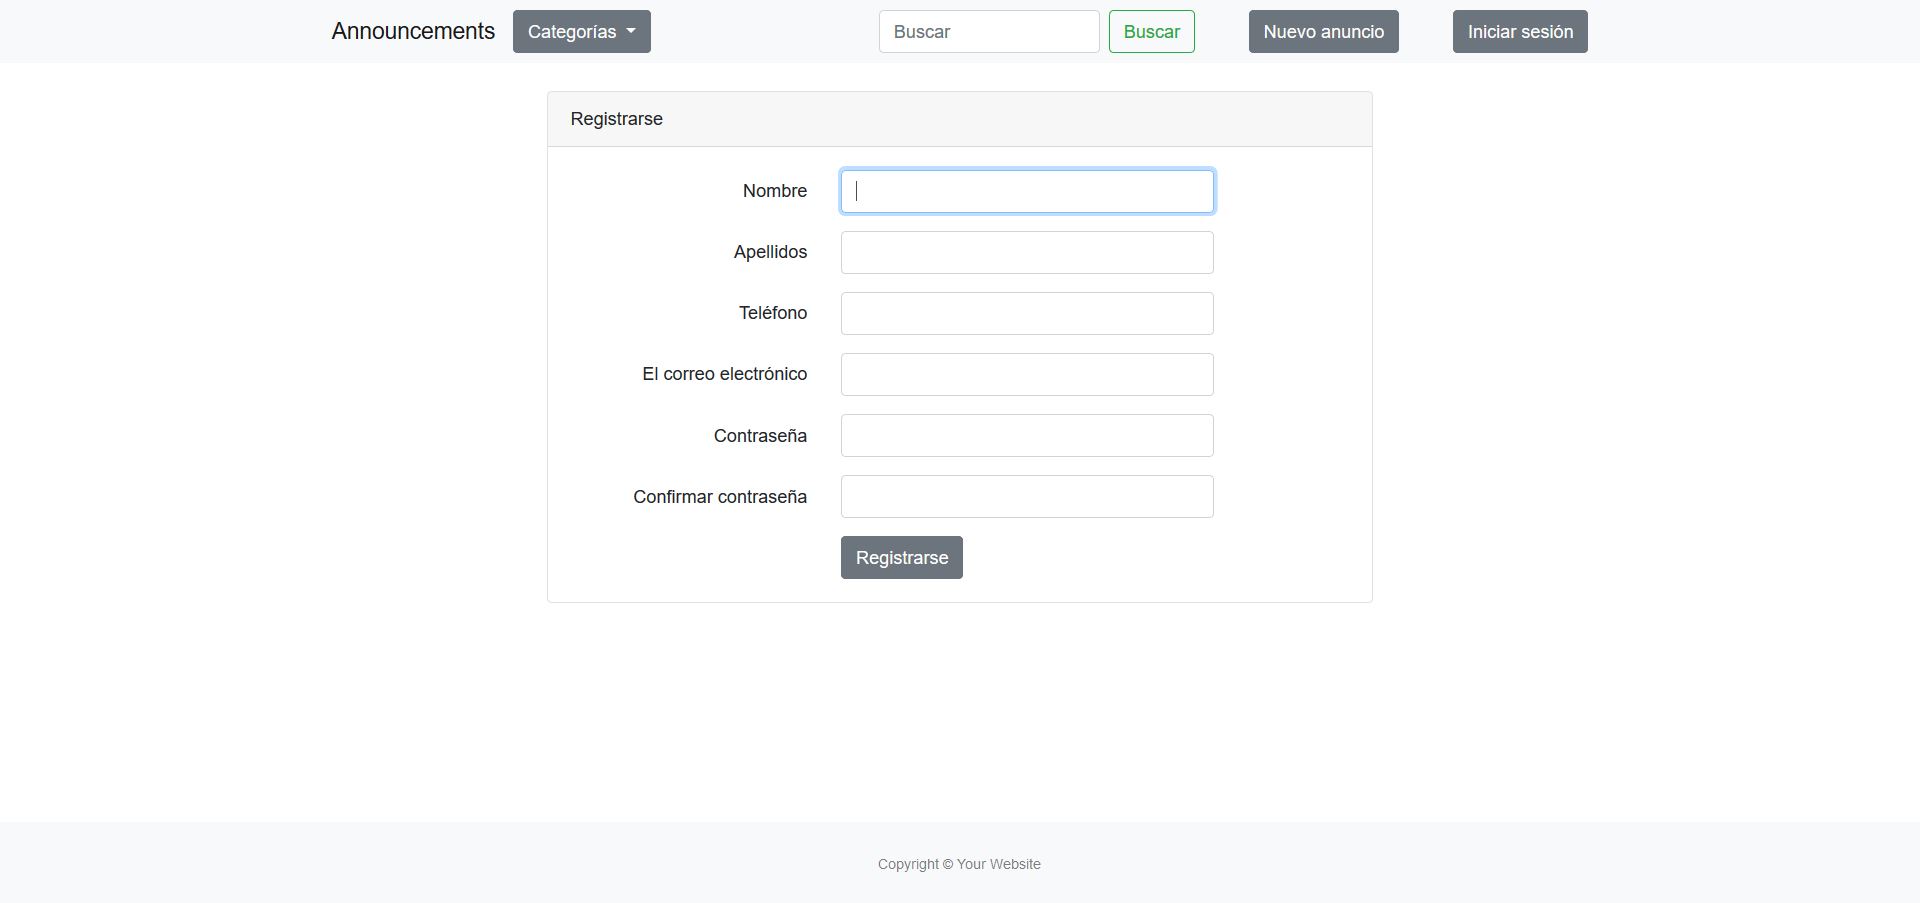 Announcements Categorías Buscar Buscar Nuevo anuncio Iniciar sesión
Registrarse
Nombre
Apellidos
Teléfono
El correo electrónico
Contraseña
Confirmar contraseña
Registrarse
Copyright © Your Website